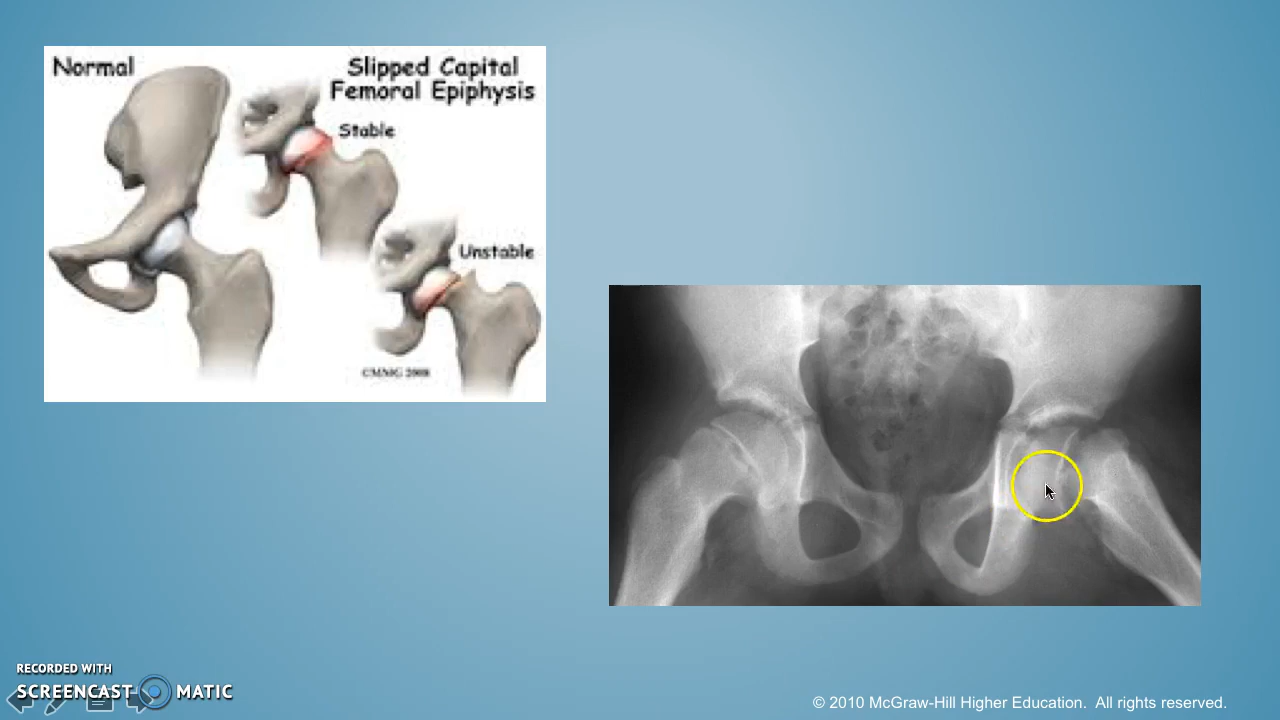 Normal
Slipped Capital
Femoral Epiphysis
Stable
Unstable
©MMG 2008
RECORDED WITH
SCREENCAST MATIC
© 2010 McGraw-Hill Higher Education. All rights reserved.